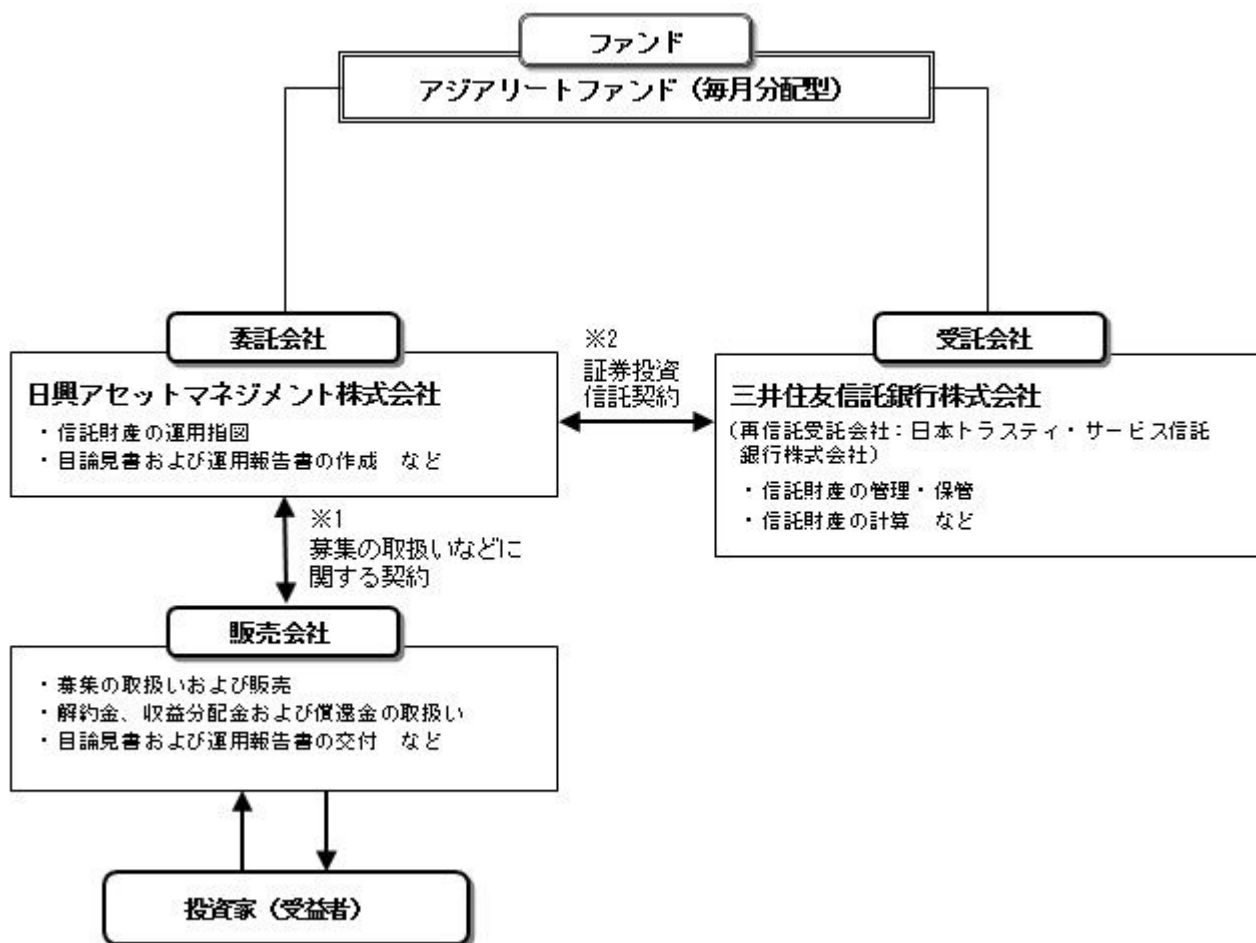 ファンド
アジアリートファンド（毎月分配型）
委託会社
日興アセットマネジメント株式会社
・信託財産の運用指図
・目論見書および運用報告書の作成　など
※2
証券投資
信託契約
受託会社
三井住友信託銀行株式会社
（再信託受託会社：日本トラスティ・サービス信託
銀行株式会社）
・信託財産の管理・保管
・信託財産の計算　など
※1
募集の取扱いなどに
関する契約
販売会社
・募集の取扱いおよび販売
・解約金、収益分配金および償還金の取扱い
・目論見書および運用報告書の交付　など
投資家（受益者）